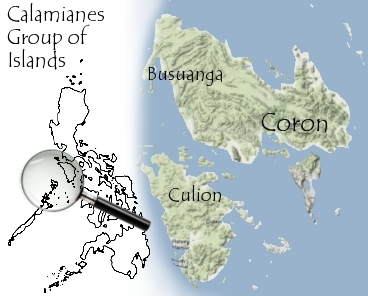 Calamianes
Group of
Islands
Busuanga
Coron
Culion